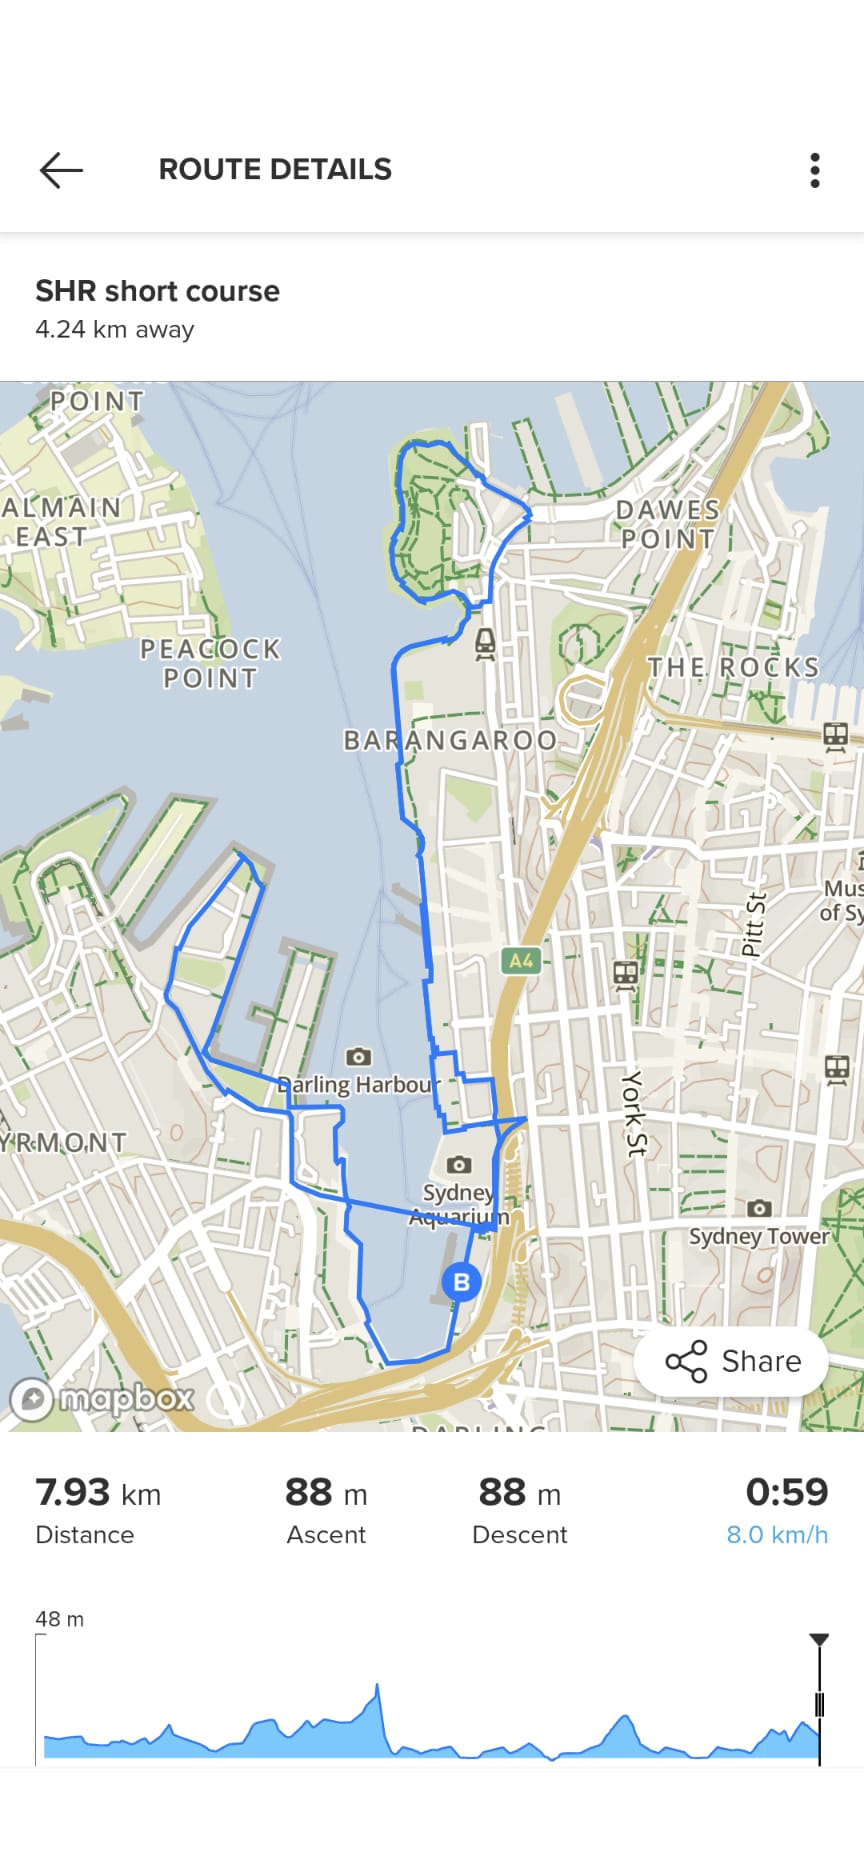 ROUTE DETAILS
SHR short course
4.24 km away
POINT
ALMAIN
EAST
DAWES
POINT
PEACOCK
POINT
THE ROCKS
BARANGAROO
Mus
of Sy
Pitt St
A4
Darling Harbour
York St
YRMONT
Sydney
Aquarium
Sydney Tower
B
Share
mapbox
7.93 km
88 m
88 m
0:59
Distance
Ascent
Descent
8.0 km/h
48 m